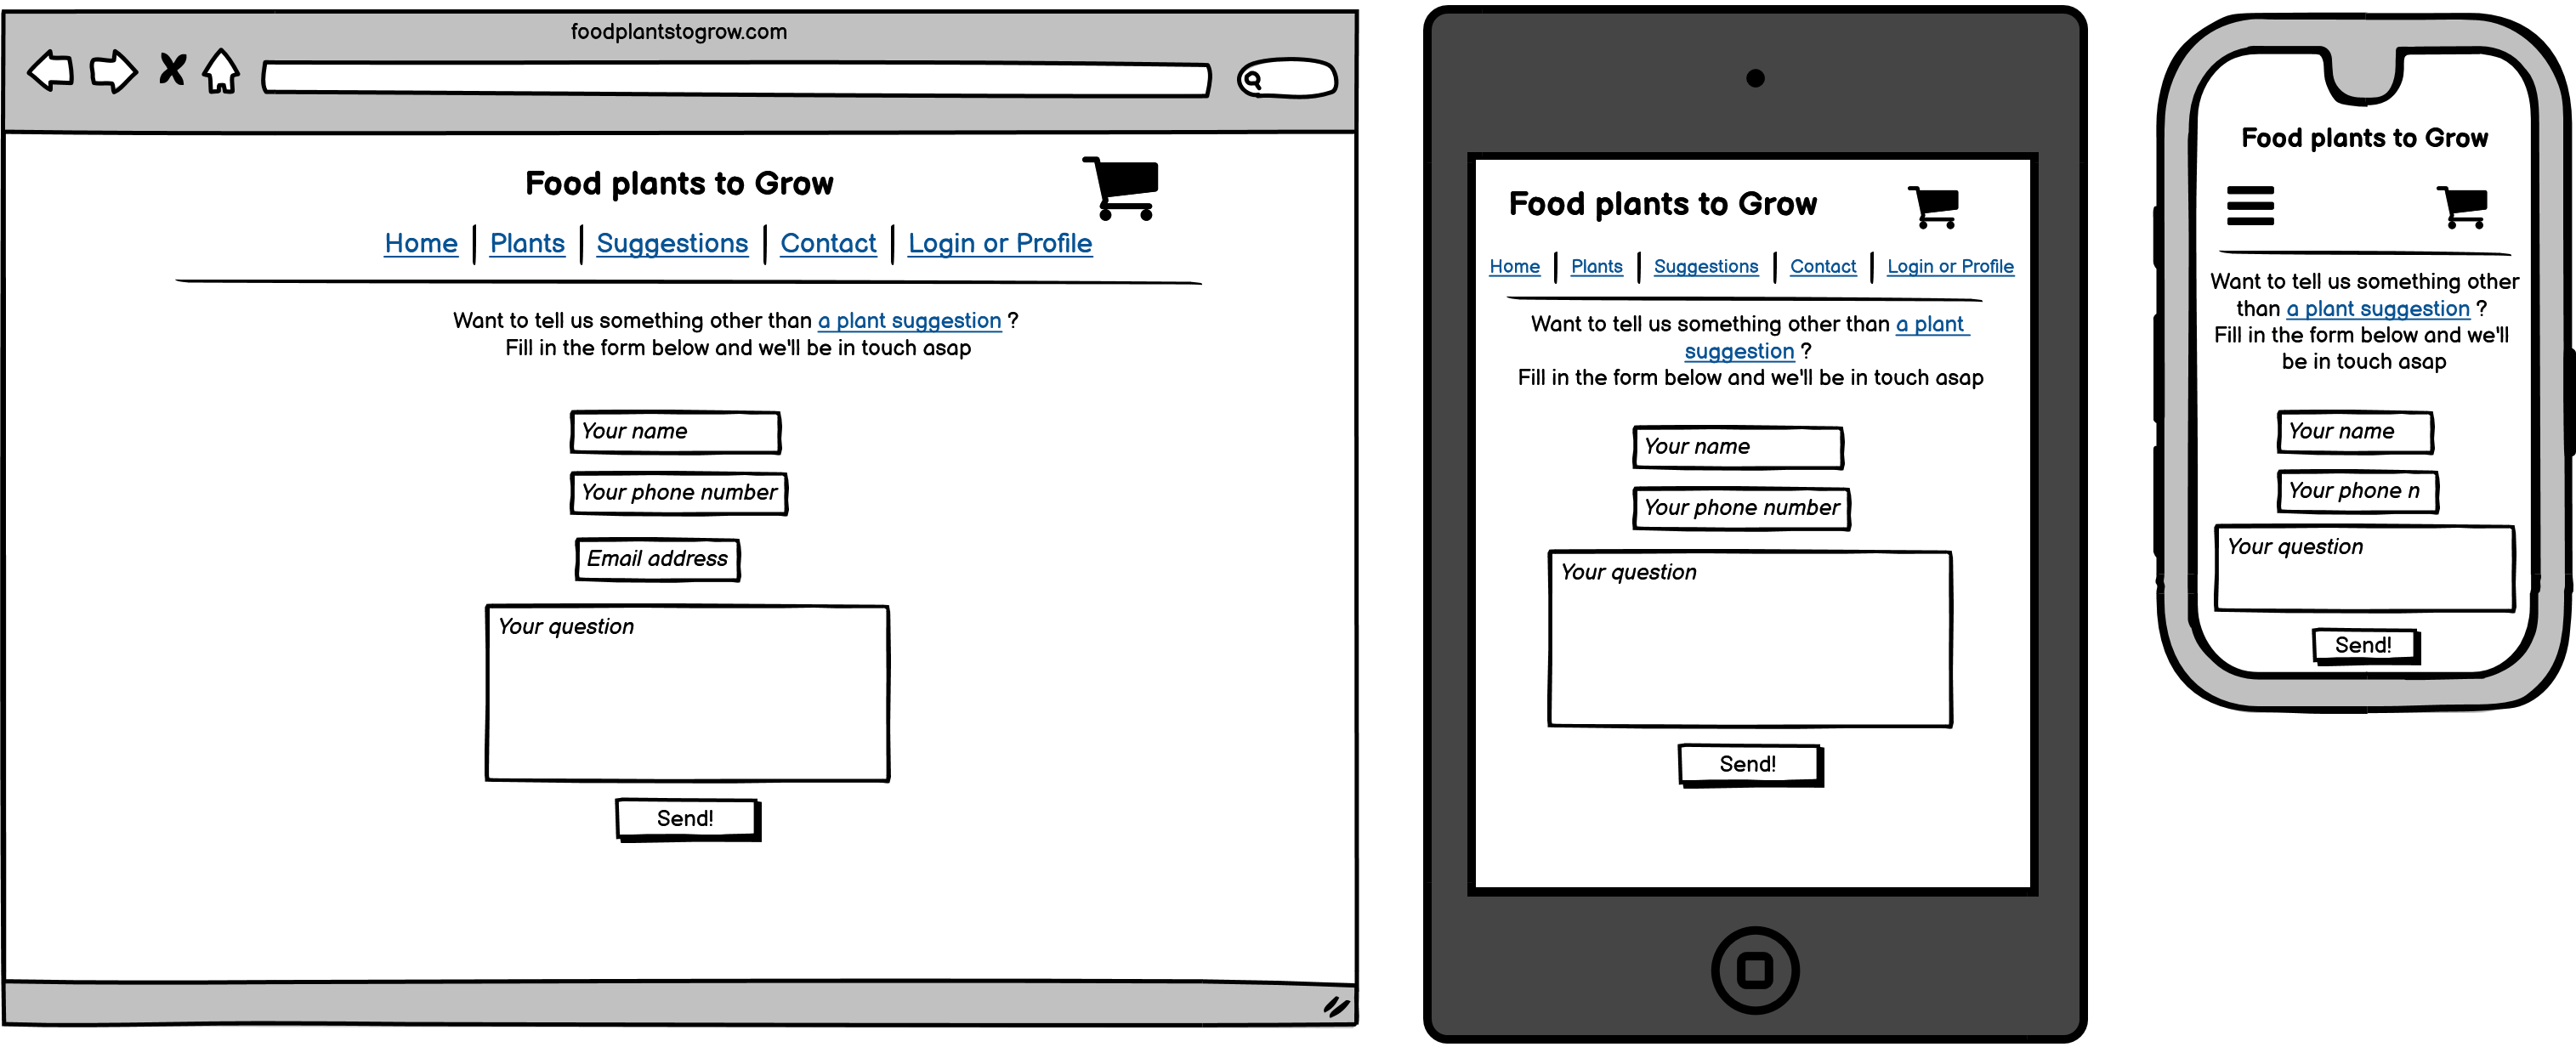 foodplantstogrow.com
Food plants to Grow
Home Plants Suggestions Contact Login or Profile
Want to tell us something other than a plant suggestion ?
Fill in the form below and we'll be in touch asap
Your name
Your phone number
Email address
Your question
Send!
Food plants to Grow
Home Plants Suggestions Contact Login or Profile
Want to tell us something other than a plant
suggestion ?
Fill in the form below and we'll be in touch asap
Your name
Your phone number
Your question
Send!
Food plants to Grow
Want to tell us something other
than a plant suggestion ?
Fill in the form below and we'll
be in touch asap
Your name
Your phone n
Your question
Send!